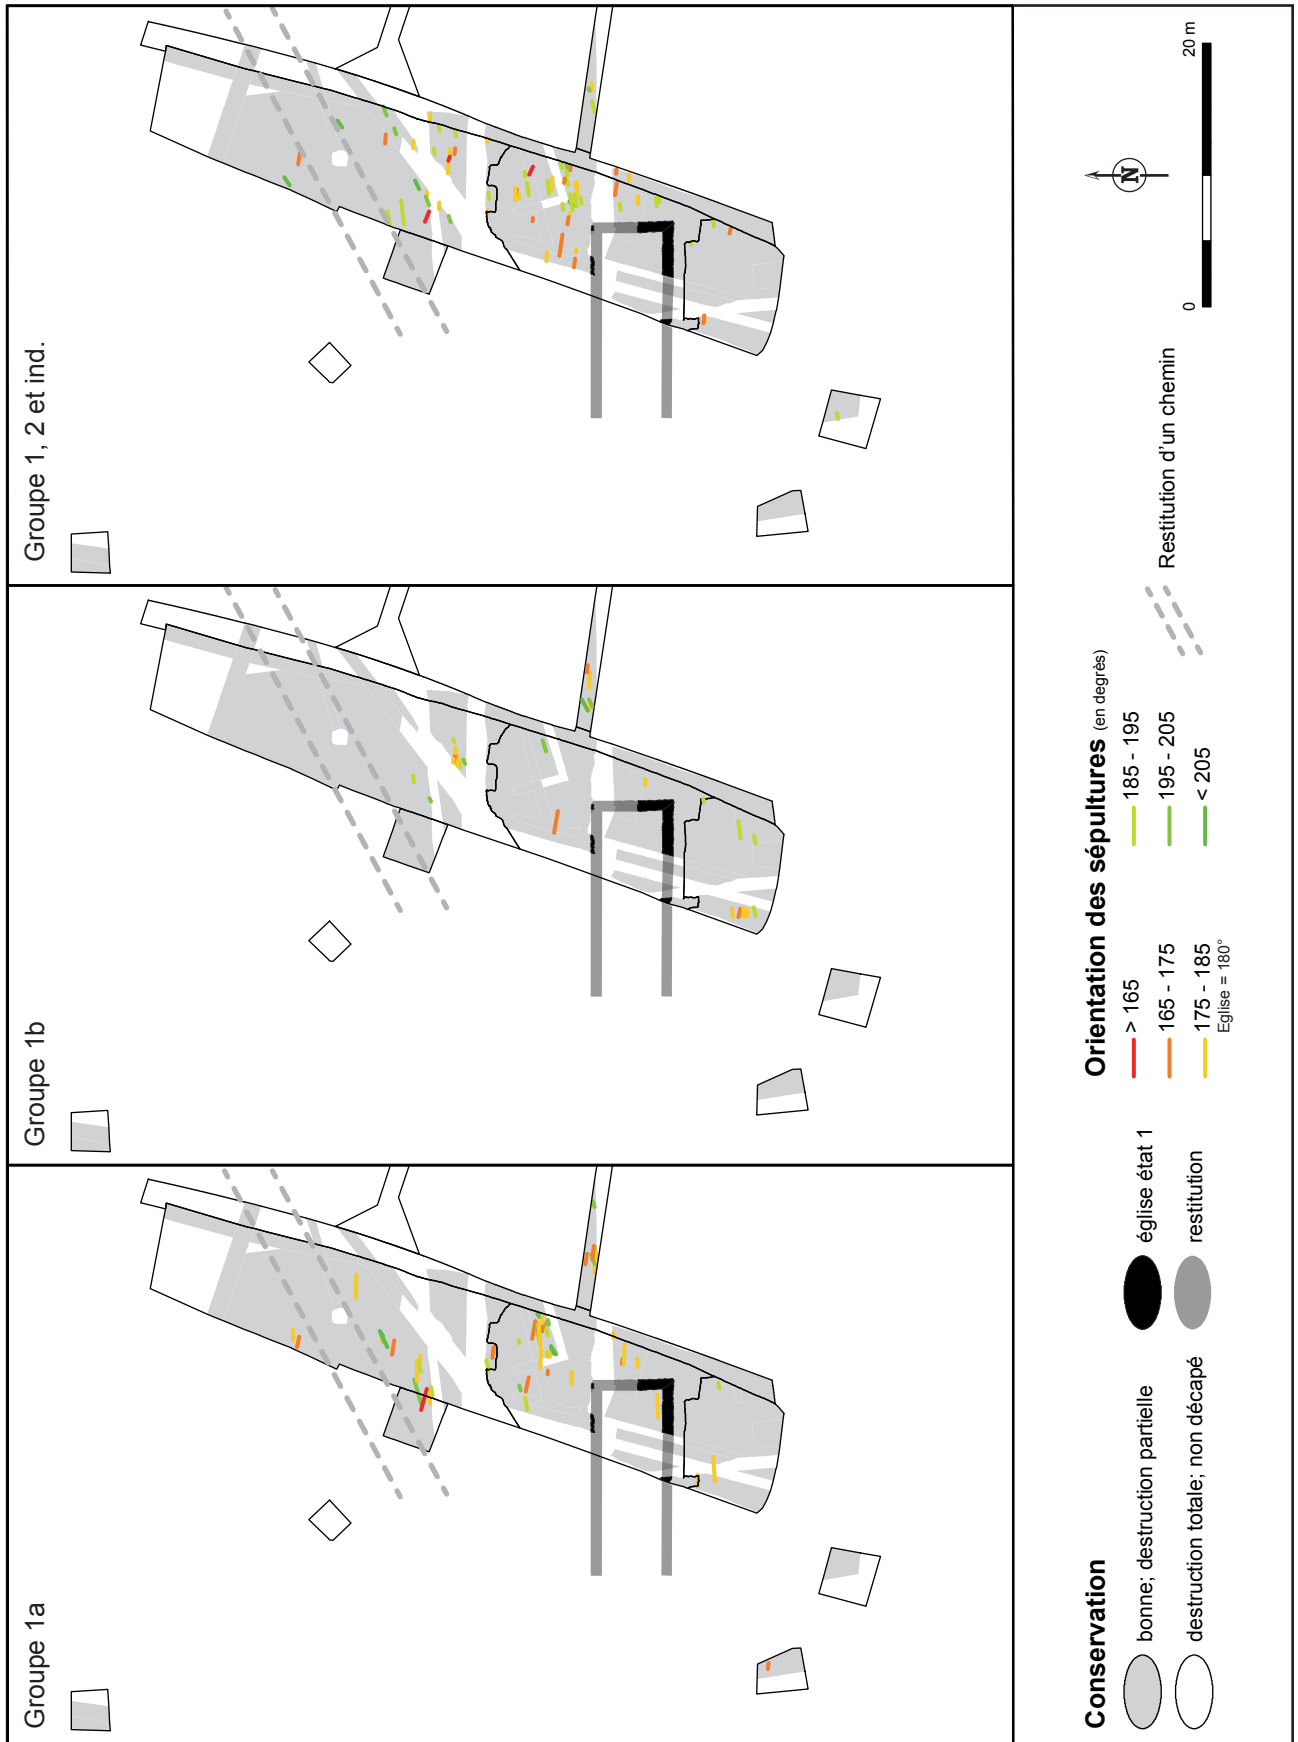 Groupe 1a
Groupe 1b
Groupe 1, 2 et ind.
Conservation
bonne; destruction partielle
destruction totale; non décapé
église état 1
restitution
Orientation des sépultures (en degrès)
> 165
165 - 175
175 - 185
Eglise = 180°
185 - 195
195 - 205
< 205
Restitution d'un chemin
N
0
20 m